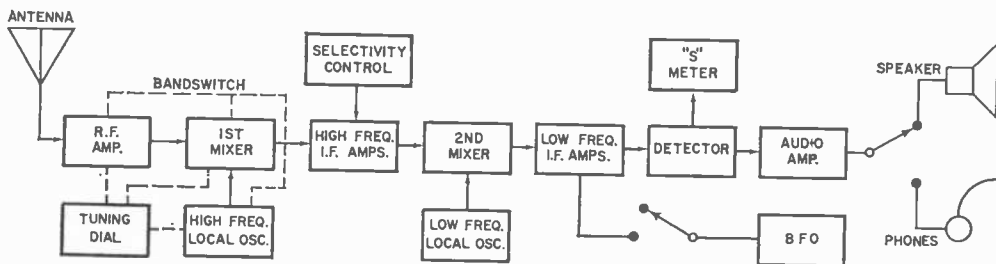 ANTENNA
BANDSWITCH
SELECTIVITY
CONTROL
"S"
METER
SPEAKER
R.F.
AMP.
1ST
MIXER
HIGH FREQ.
I.F. AMPS.
2ND
MIXER
LOW FREQ.
I.F. AMPS.
DETECTOR
AUDIO
AMP.
TUNING
DIAL
HIGH FREQ.
LOCAL OSC.
LOW FREQ.
LOCAL OSC.
BFO
PHONES